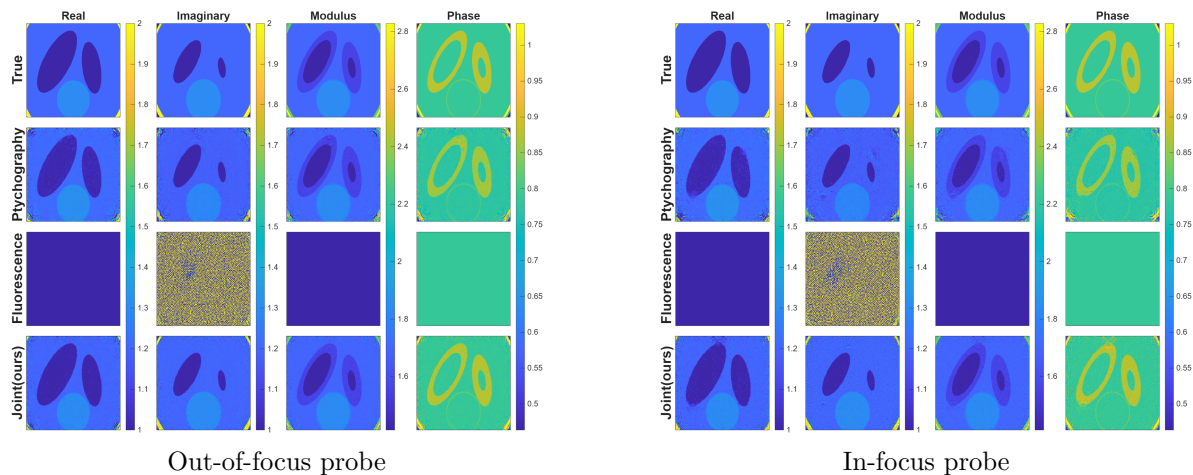 Real Imaginary Modulus Phase
True
Ptychography
Fluorescence
Joint(ours)
2 1.9 1.8 1.7 1.6 1.5 1.4 1.3 1.2 1.1 1
2 1.9 1.8 1.7 1.6 1.5 1.4 1.3 1.2 1.1 1
2.8 2.6 2.4 2.2 2 1.8 1.6
1 0.95 0.9 0.85 0.8 0.75 0.7 0.65 0.6 0.55 0.5
Out-of-focus probe
Real Imaginary Modulus Phase
True
Ptychography
Fluorescence
Joint(ours)
2 1.9 1.8 1.7 1.6 1.5 1.4 1.3 1.2 1.1 1
2 1.9 1.8 1.7 1.6 1.5 1.4 1.3 1.2 1.1 1
2.8 2.6 2.4 2.2 2 1.8 1.6
1 0.95 0.9 0.85 0.8 0.75 0.7 0.65 0.6 0.55 0.5
In-focus probe